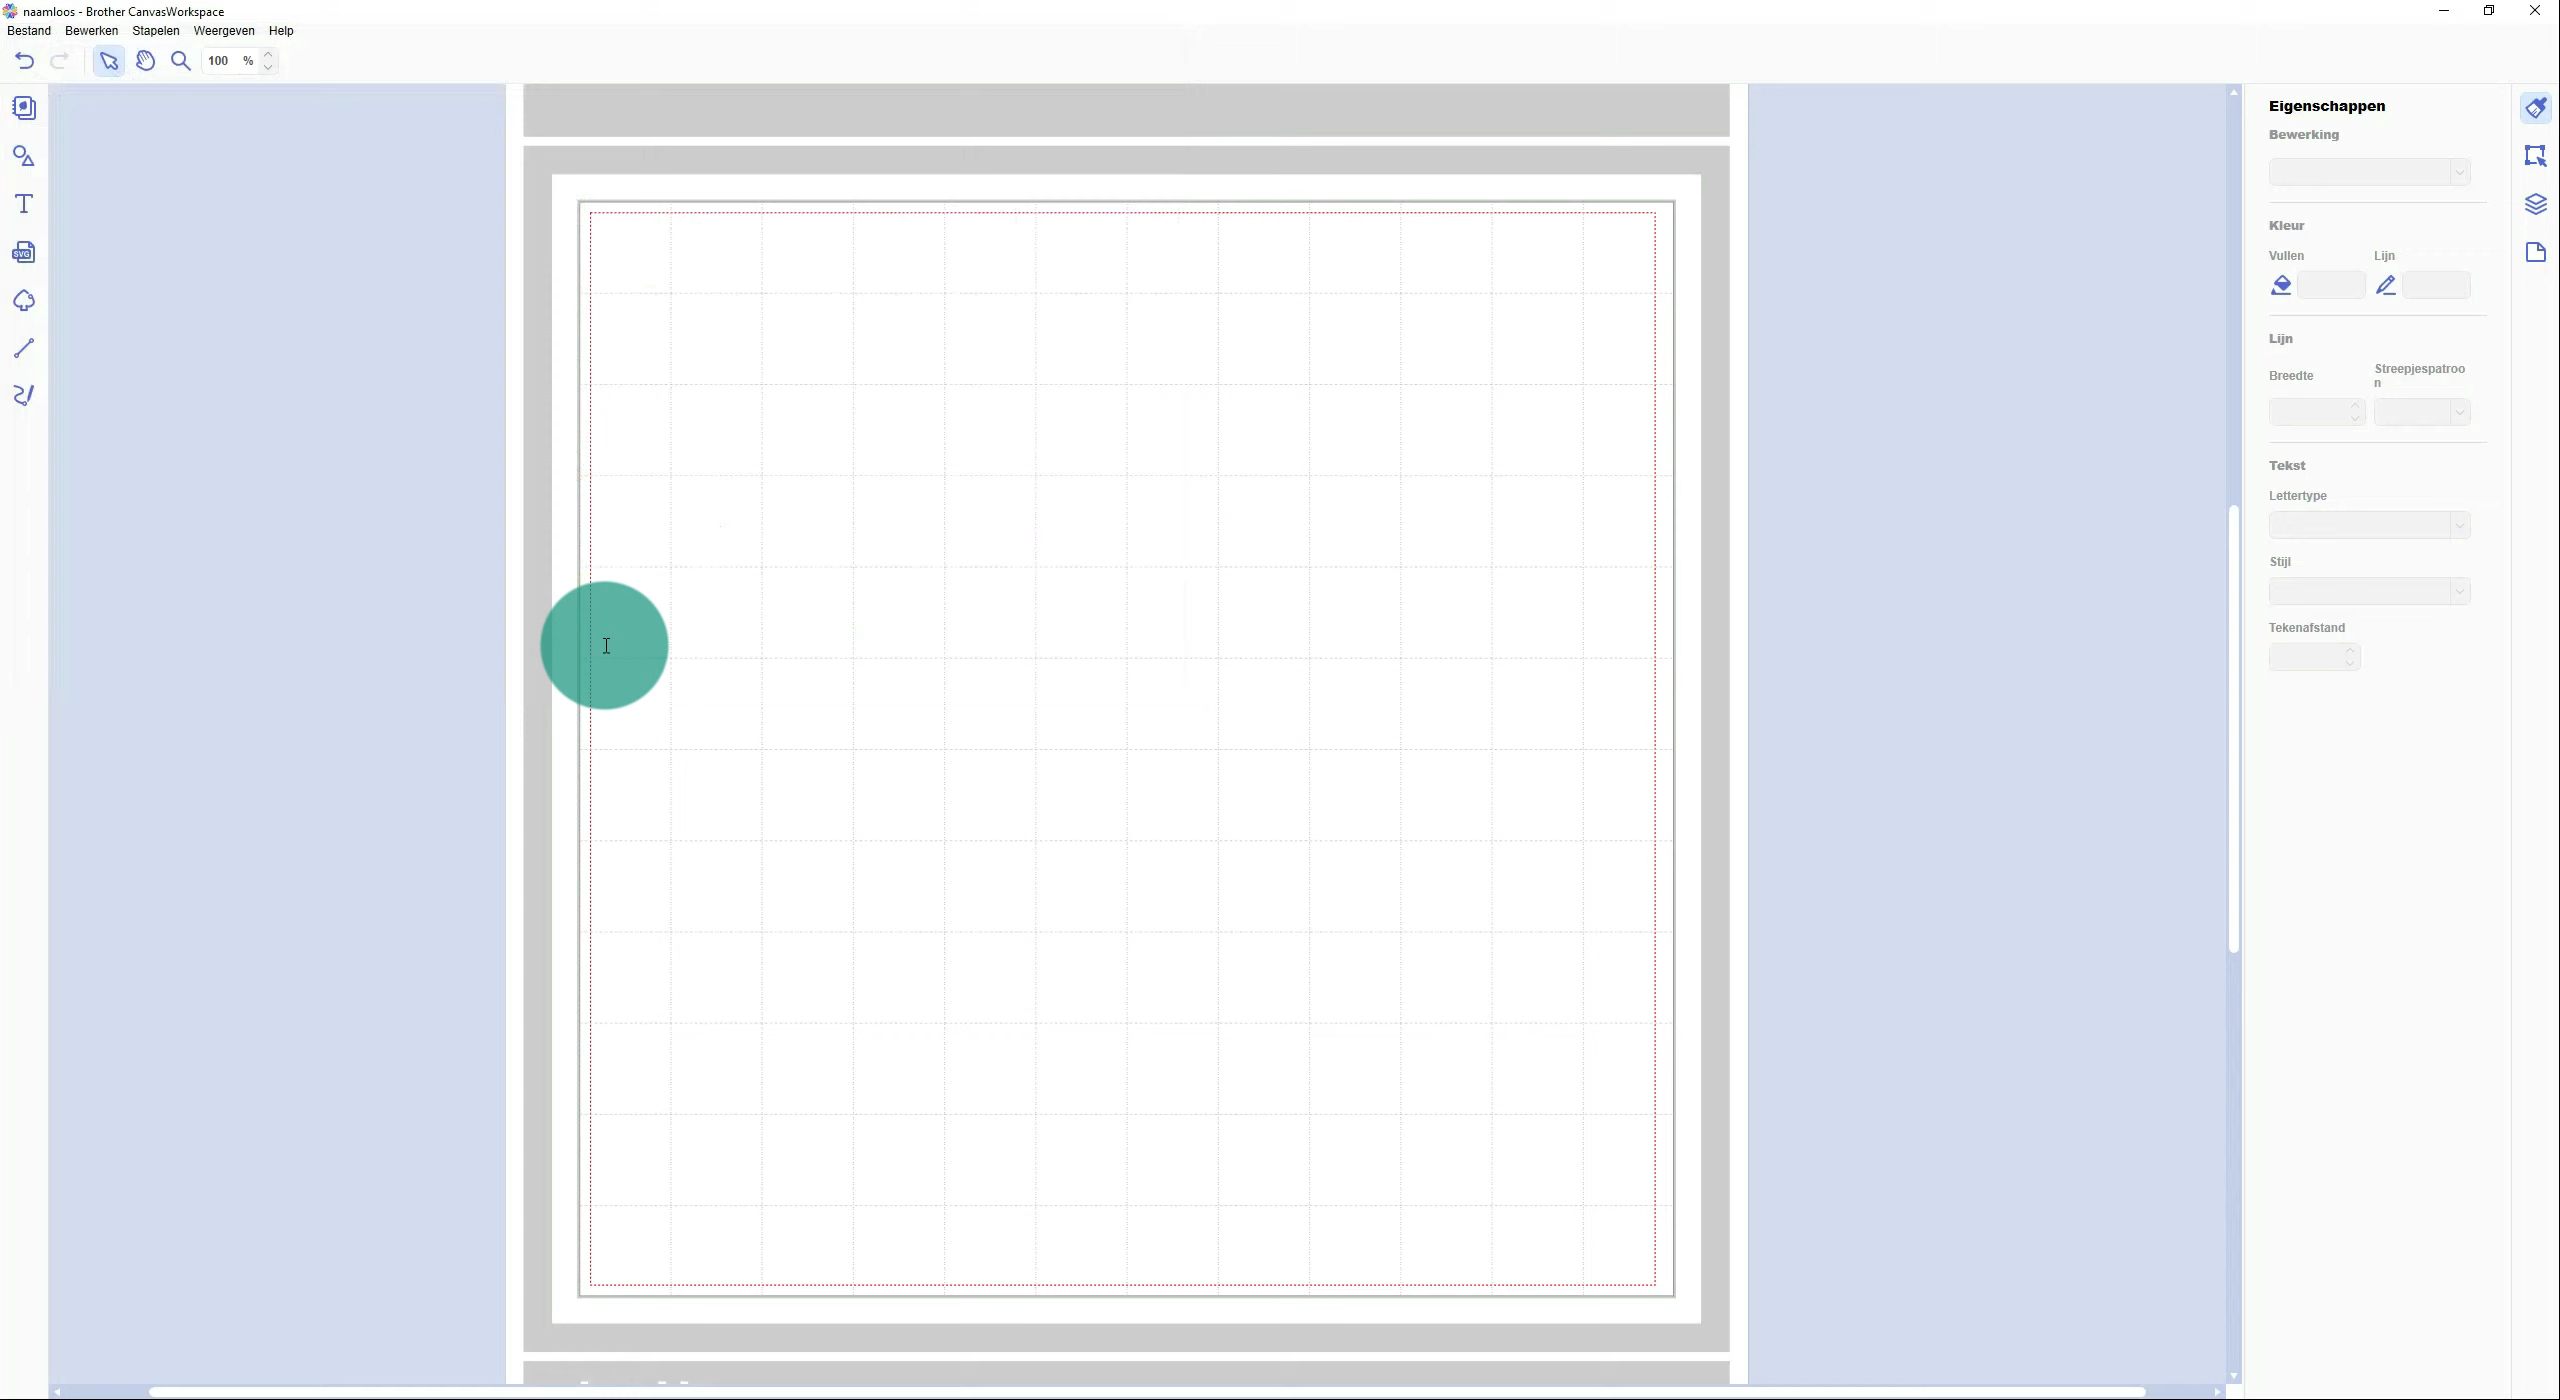 naamloos - Brother CanvasWorkspace
Bestand Bewerken Stapelen Weergeven Help
100 %
SVG
Eigenschappen
Bewerking
Kleur
Vullen Lijn
Lijn
Breedte Streepjespatroo
n
Tekst
Lettertype
Stijl
Tekenafstand